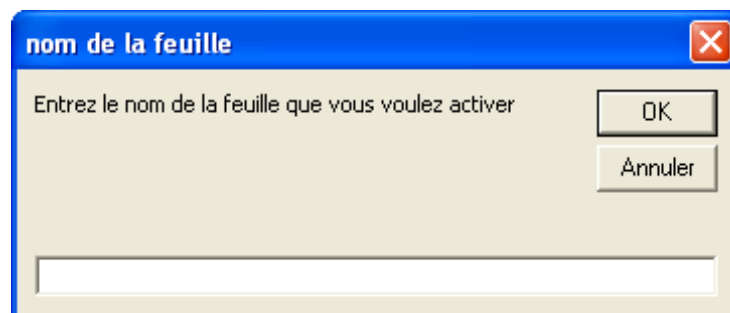 nom de la feuille
Entrez le nom de la feuille que vous voulez activer
OK
Annuler